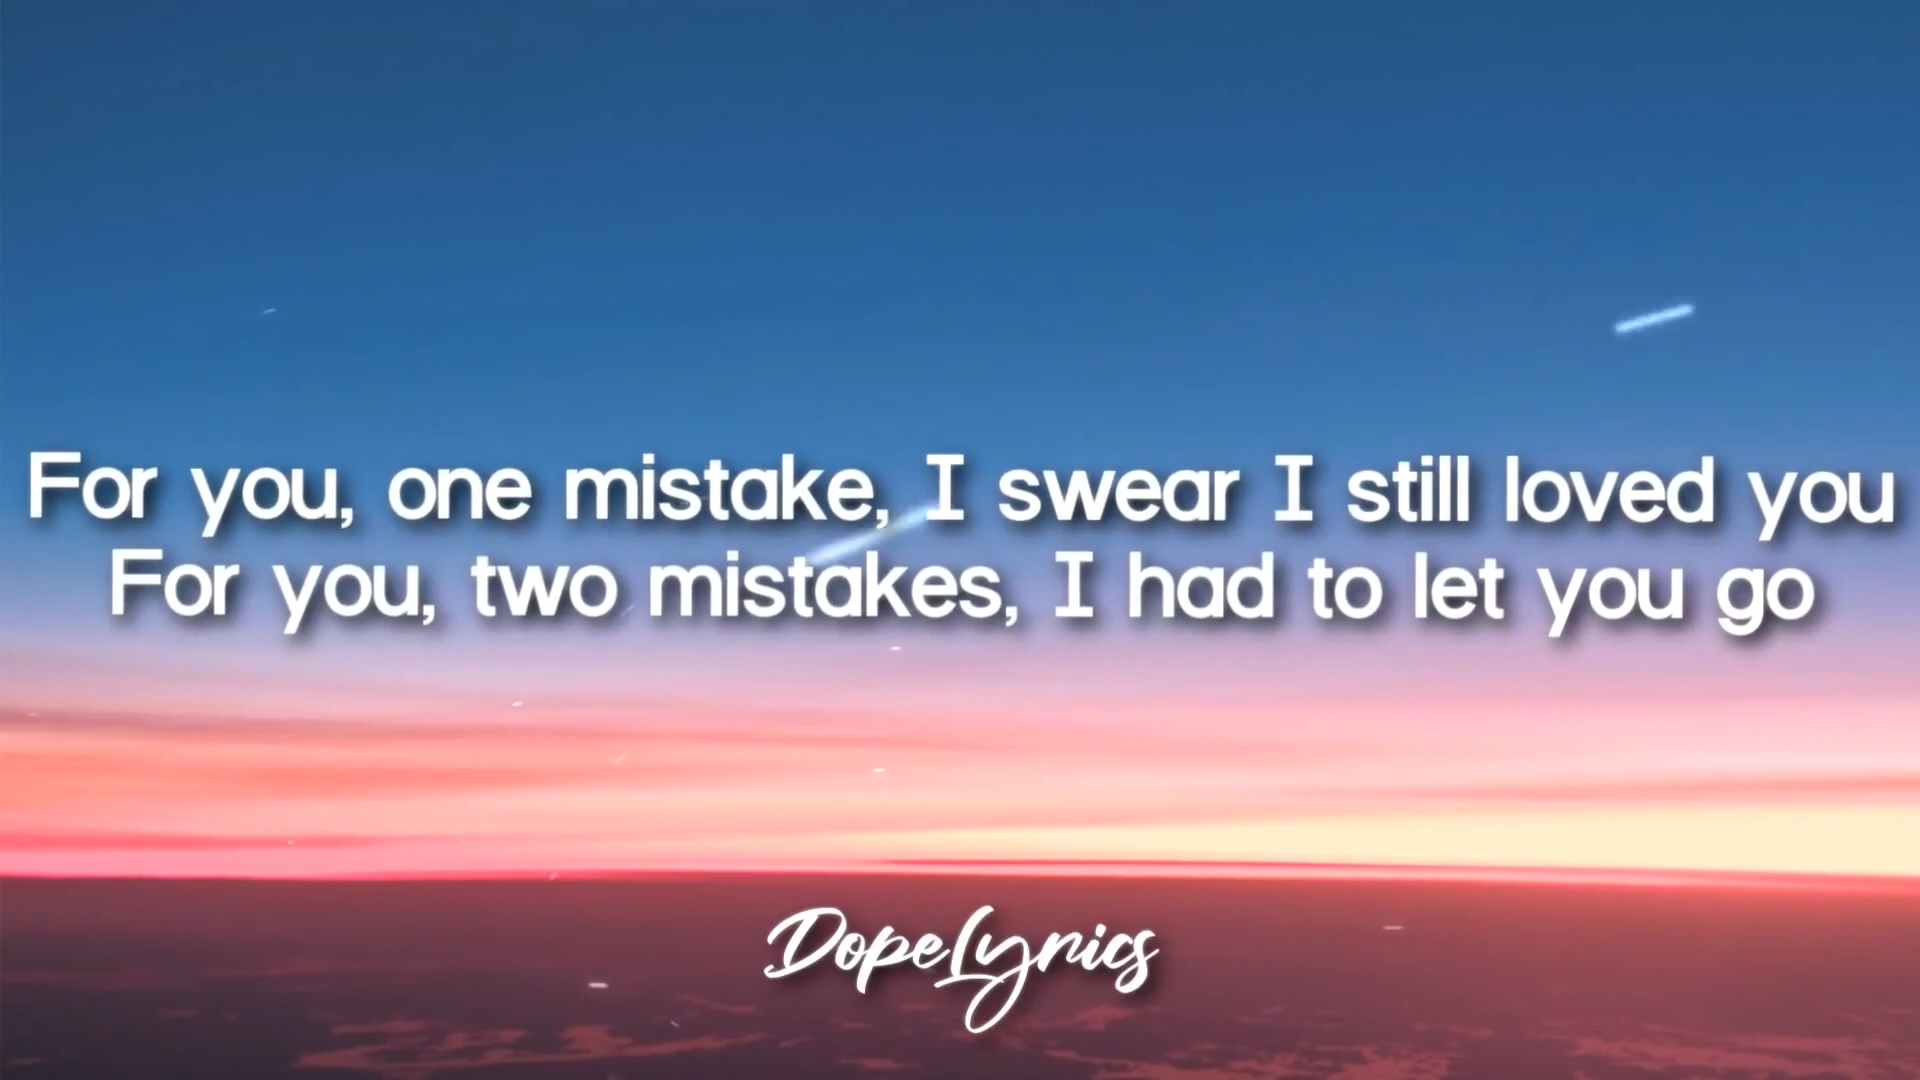 For you, one mistake, I swear I still loved you
For you, two mistakes, I had to let you go
DopeLyrics